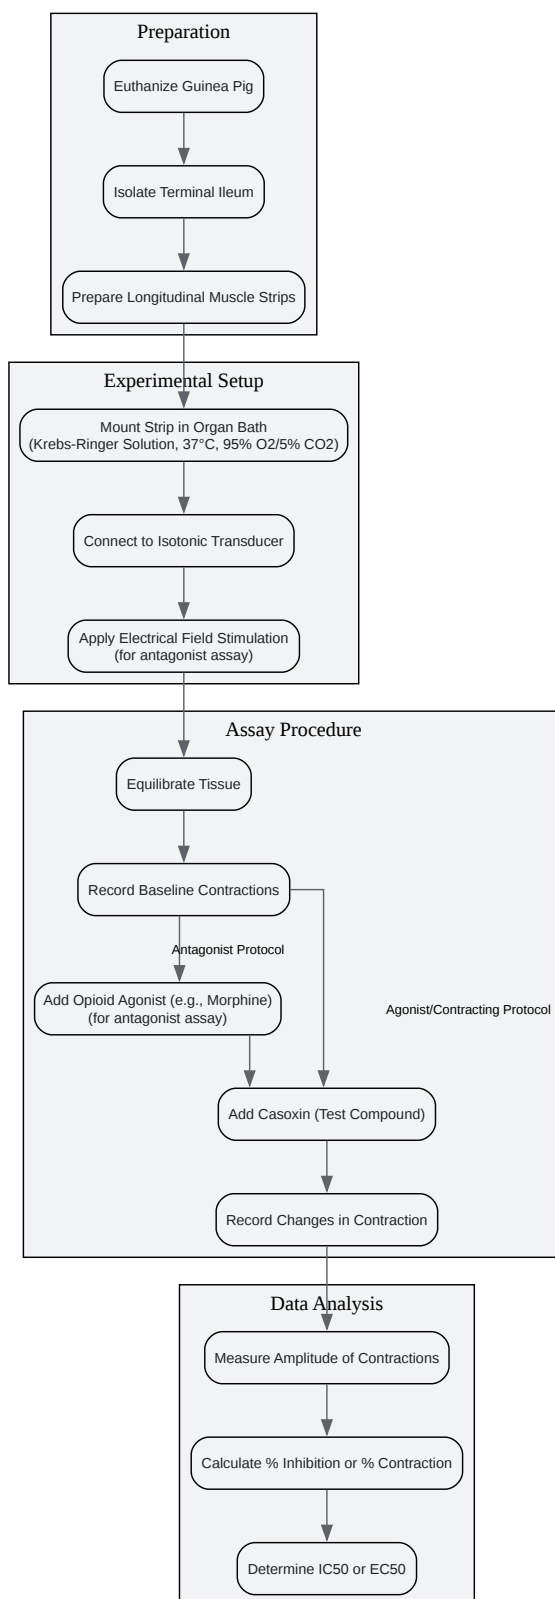 Preparation
Euthanize Guinea Pig
Isolate Terminal Ileum
Prepare Longitudinal Muscle Strips
Experimental Setup
Mount Strip in Organ Bath
(Krebs-Ringer Solution, 37°C, 95% O2/5% CO2)
Connect to Isotonic Transducer
Apply Electrical Field Stimulation
(for antagonist assay)
Assay Procedure
Equilibrate Tissue
Record Baseline Contractions
Antagonist Protocol
Add Opioid Agonist (e.g., Morphine)
(for antagonist assay)
Agonist/Contracting Protocol
Add Casoxin (Test Compound)
Record Changes in Contraction
Data Analysis
Measure Amplitude of Contractions
Calculate % Inhibition or % Contraction
Determine IC50 or EC50